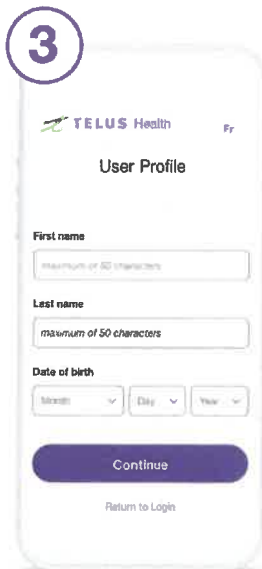 3
TELUS Health
Fr
User Profile
First name
maximum of 50 characters
Last name
maximum of 50 characters
Date of birth
Month Day Year
Continue
Return to Login